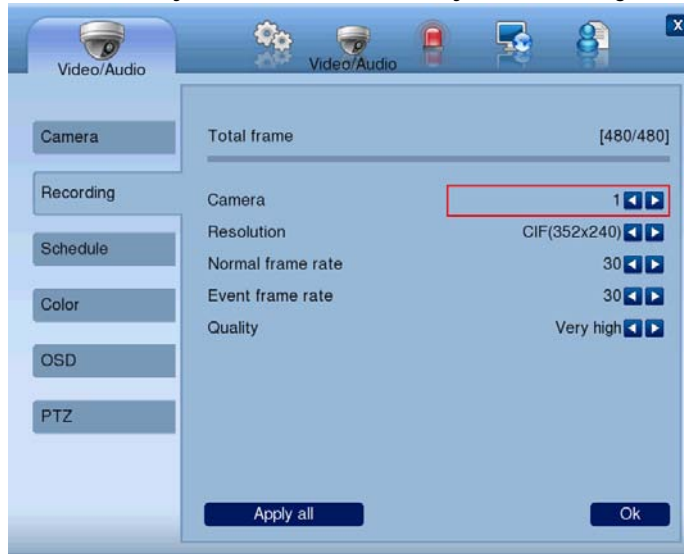 Video/Audio
Video/Audio
X
Camera
Recording
Schedule
Color
OSD
PTZ
Total frame [480/480]
Camera 1
Resolution CIF(352x240)
Normal frame rate 30
Event frame rate 30
Quality Very high
Apply all Ok